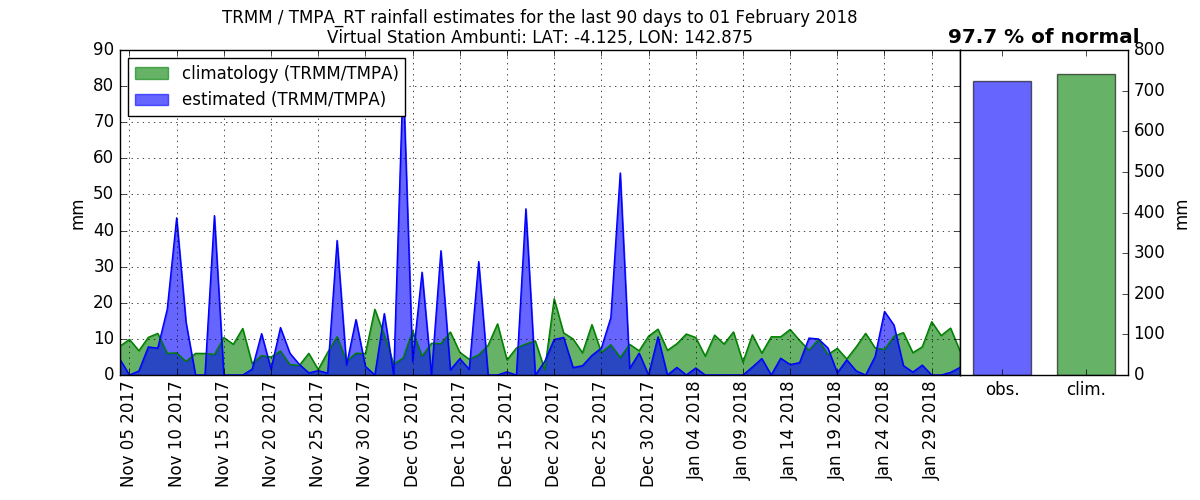 TRMM / TMPA_RT rainfall estimates for the last 90 days to 01 February 2018
Virtual Station Ambunti: LAT: -4.125, LON: 142.875
97.7 % of normal
climatology (TRMM/TMPA)
estimated (TRMM/TMPA)
90
80
70
60
50
40
30
20
10
0
mm
Nov 05 2017
Nov 10 2017
Nov 15 2017
Nov 20 2017
Nov 25 2017
Nov 30 2017
Dec 05 2017
Dec 10 2017
Dec 15 2017
Dec 20 2017
Dec 25 2017
Dec 30 2017
Jan 04 2018
Jan 09 2018
Jan 14 2018
Jan 19 2018
Jan 24 2018
Jan 29 2018
800
700
600
500
400
300
200
100
0
mm
obs.
clim.